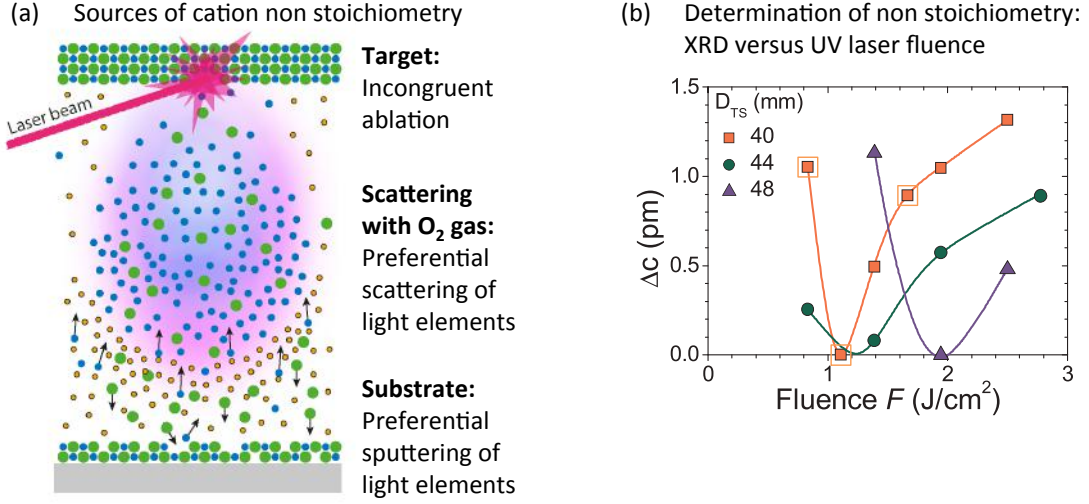 (a) Sources of cation non stoichiometry
Laser beam
Target:
Incongruent
ablation
Scattering
with O₂ gas:
Preferential
scattering of
light elements
Substrate:
Preferential
sputtering of
light elements
(b) Determination of non stoichiometry:
XRD versus UV laser fluence
D_TS (mm)
40
44
48
1.5
1.0
0.5
0.0
Δc (pm)
0 1 2 3
Fluence F (J/cm²)